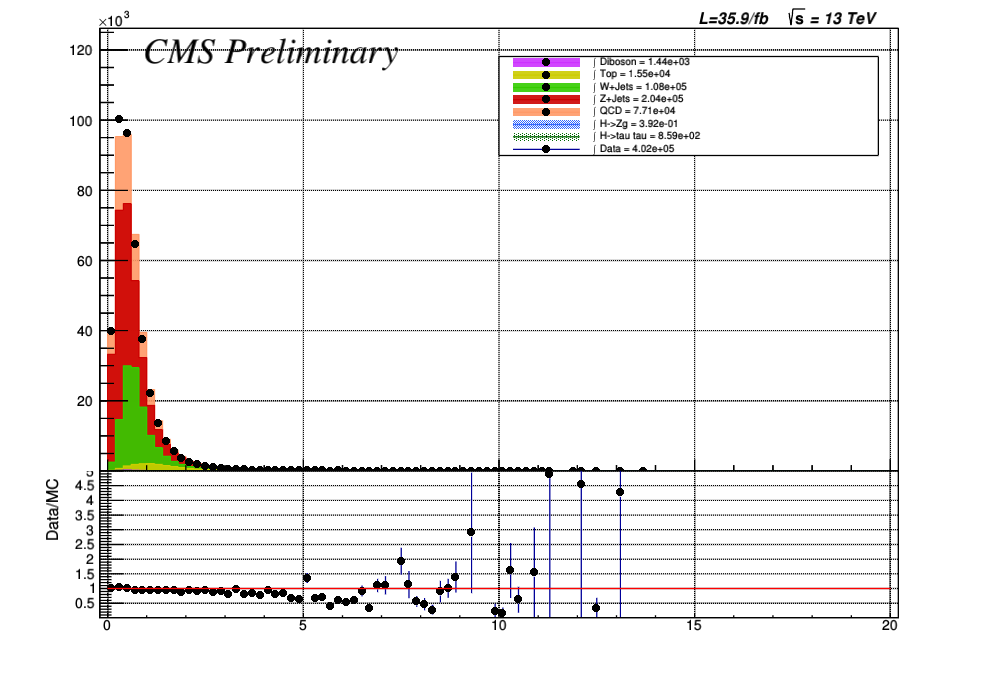 ×10³
L=35.9/fb √s = 13 TeV
CMS Preliminary
120
100
80
60
40
20
∫ Diboson = 1.44e+03
∫ Top = 1.55e+04
∫ W+Jets = 1.08e+05
∫ Z+Jets = 2.04e+05
∫ QCD = 7.71e+04
∫ H->Zg = 3.92e-01
∫ H->tau tau = 8.59e+02
∫ Data = 4.02e+05
Data/MC
5
4.5
4
3.5
3
2.5
2
1.5
1
0.5
0 5 10 15 20